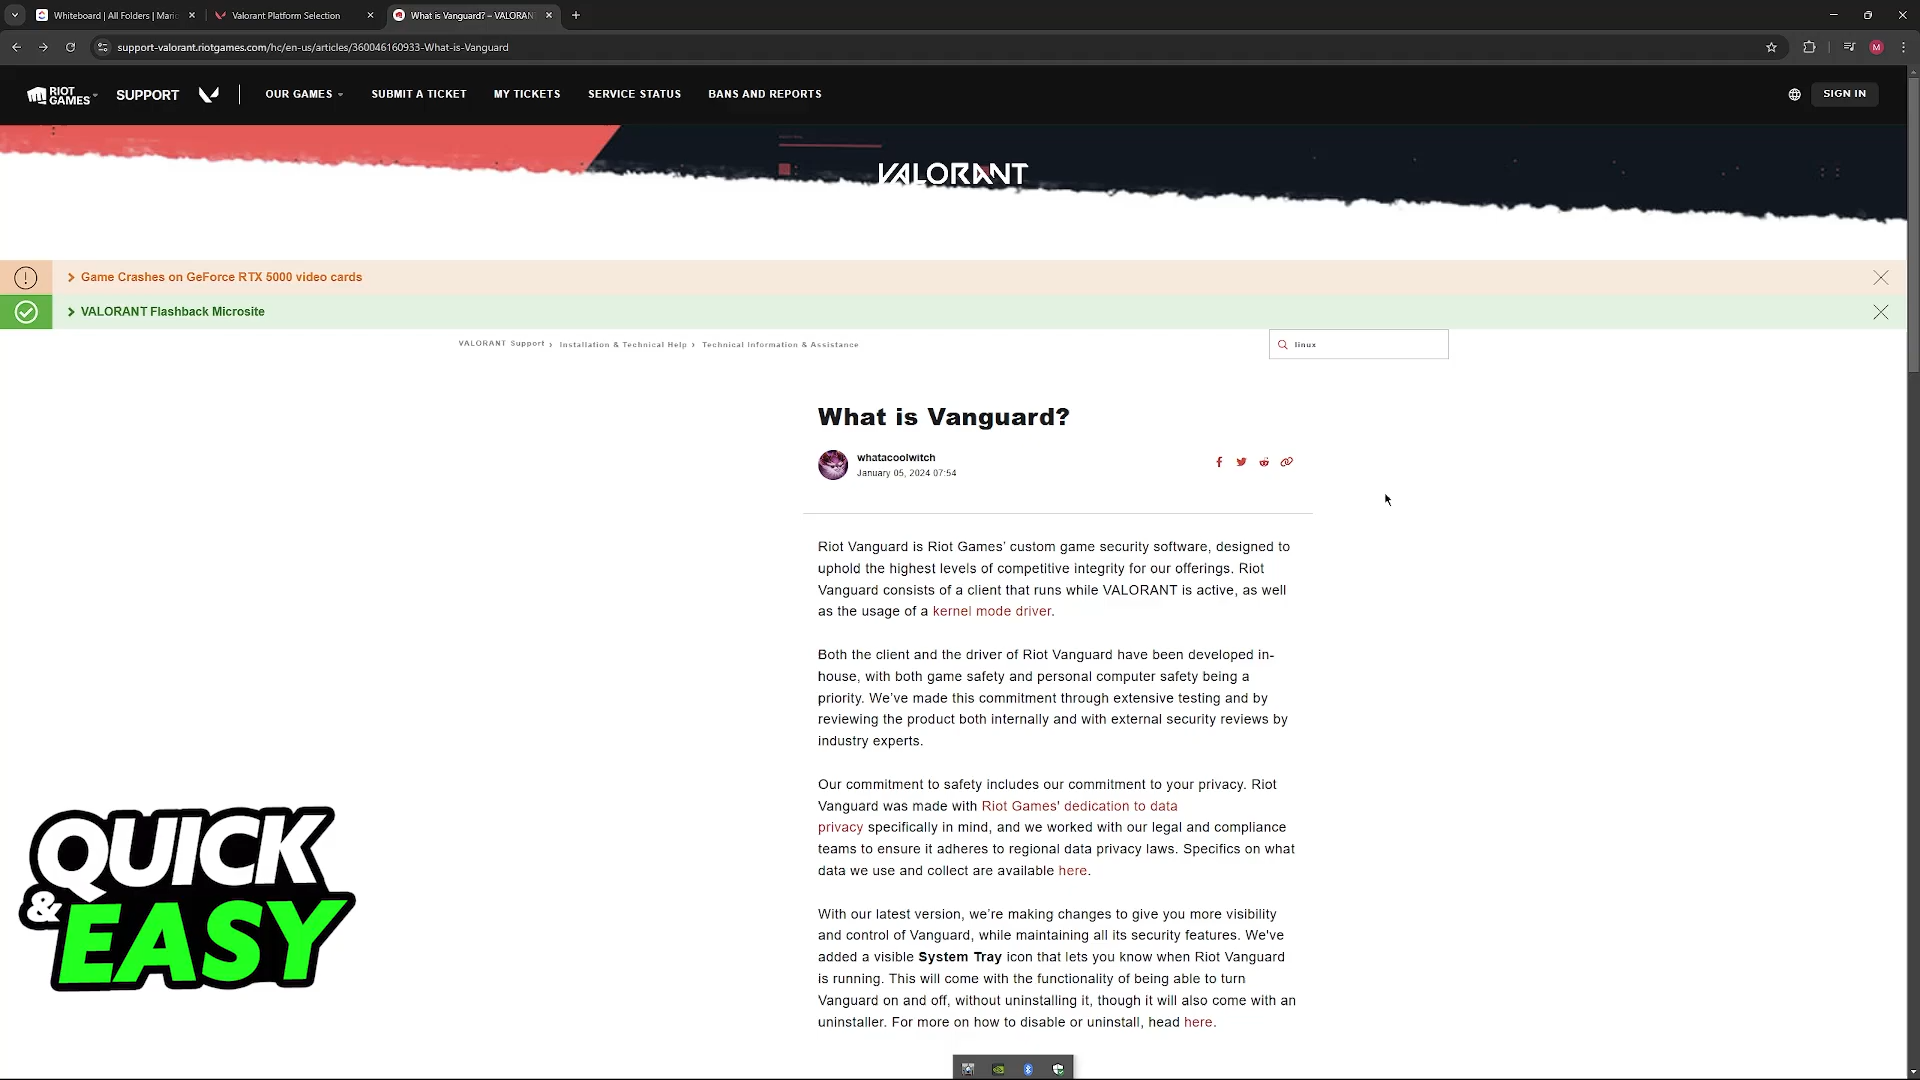 Whiteboard | All Folders | Maric
Valorant Platform Selection
What is Vanguard? – VALORAN
support-valorant.riotgames.com/hc/en-us/articles/360046160933-What-is-Vanguard
M
RIOT GAMES
SUPPORT
OUR GAMES
SUBMIT A TICKET
MY TICKETS
SERVICE STATUS
BANS AND REPORTS
SIGN IN
VALORANT
Game Crashes on GeForce RTX 5000 video cards
VALORANT Flashback Microsite
VALORANT Support › Installation & Technical Help › Technical Information & Assistance
linux
What is Vanguard?
whatacoolwitch
January 05, 2024 07:54
Riot Vanguard is Riot Games’ custom game security software, designed to
uphold the highest levels of competitive integrity for our offerings. Riot
Vanguard consists of a client that runs while VALORANT is active, as well
as the usage of a kernel mode driver.
Both the client and the driver of Riot Vanguard have been developed in-
house, with both game safety and personal computer safety being a
priority. We’ve made this commitment through extensive testing and by
reviewing the product both internally and with external security reviews by
industry experts.
Our commitment to safety includes our commitment to your privacy. Riot
Vanguard was made with Riot Games' dedication to data
privacy specifically in mind, and we worked with our legal and compliance
teams to ensure it adheres to regional data privacy laws. Specifics on what
data we use and collect are available here.
With our latest version, we’re making changes to give you more visibility
and control of Vanguard, while maintaining all its security features. We've
added a visible System Tray icon that lets you know when Riot Vanguard
is running. This will come with the functionality of being able to turn
Vanguard on and off, without uninstalling it, though it will also come with an
uninstaller. For more on how to disable or uninstall, head here.
QUICK
& EASY